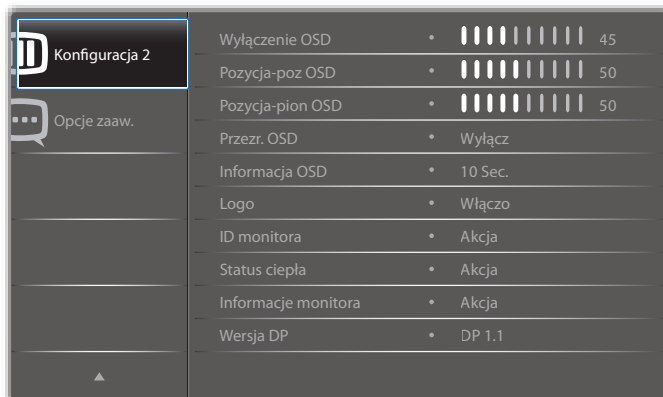 Konfiguracja 2
Opcje zaaw.
Wyłączenie OSD • 45
Pozycja-poz OSD • 50
Pozycja-pion OSD • 50
Przezr. OSD • Wyłącz
Informacja OSD • 10 Sec.
Logo • Włączo
ID monitora • Akcja
Status ciepła • Akcja
Informacje monitora • Akcja
Wersja DP • DP 1.1